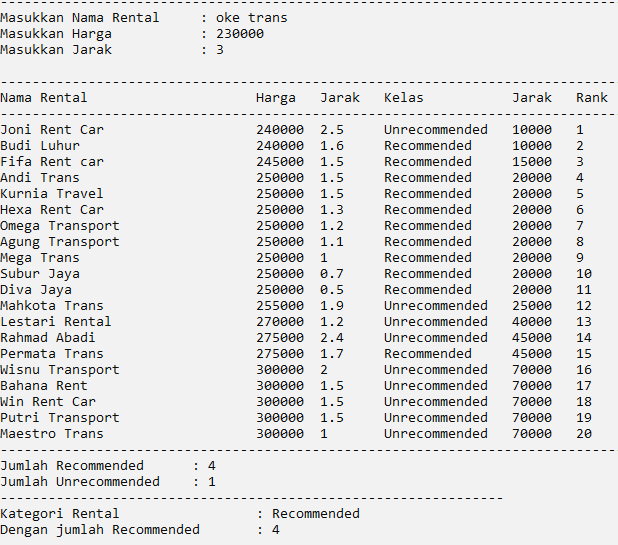 --------------------------------------------------------------------------------
Masukkan Nama Rental     : oke trans
Masukkan Harga           : 230000
Masukkan Jarak           : 3
--------------------------------------------------------------------------------
Nama Rental                     Harga   Jarak   Kelas           Jarak   Rank
--------------------------------------------------------------------------------
Joni Rent Car                   240000  2.5     Unrecommended   10000   1
Budi Luhur                      240000  1.6     Recommended     10000   2
Fifa Rent car                   245000  1.5     Recommended     15000   3
Andi Trans                      250000  1.5     Recommended     20000   4
Kurnia Travel                   250000  1.5     Recommended     20000   5
Hexa Rent Car                   250000  1.3     Recommended     20000   6
Omega Transport                 250000  1.2     Recommended     20000   7
Agung Transport                 250000  1.1     Recommended     20000   8
Mega Trans                      250000  1       Recommended     20000   9
Subur Jaya                      250000  0.7     Recommended     20000   10
Diva Jaya                       250000  0.5     Recommended     20000   11
Mahkota Trans                   255000  1.9     Unrecommended   25000   12
Lestari Rental                  270000  1.2     Unrecommended   40000   13
Rahmad Abadi                    275000  2.4     Unrecommended   45000   14
Permata Trans                   275000  1.7     Recommended     45000   15
Wisnu Transport                 300000  2       Unrecommended   70000   16
Bahana Rent                     300000  1.5     Unrecommended   70000   17
Win Rent Car                    300000  1.5     Unrecommended   70000   18
Putri Transport                 300000  1.5     Unrecommended   70000   19
Maestro Trans                   300000  1       Unrecommended   70000   20
--------------------------------------------------------------------------------
Jumlah Recommended      : 4
Jumlah Unrecommended    : 1
---------------------------------------------------------------
Kategori Rental                 : Recommended
Dengan jumlah Recommended       : 4